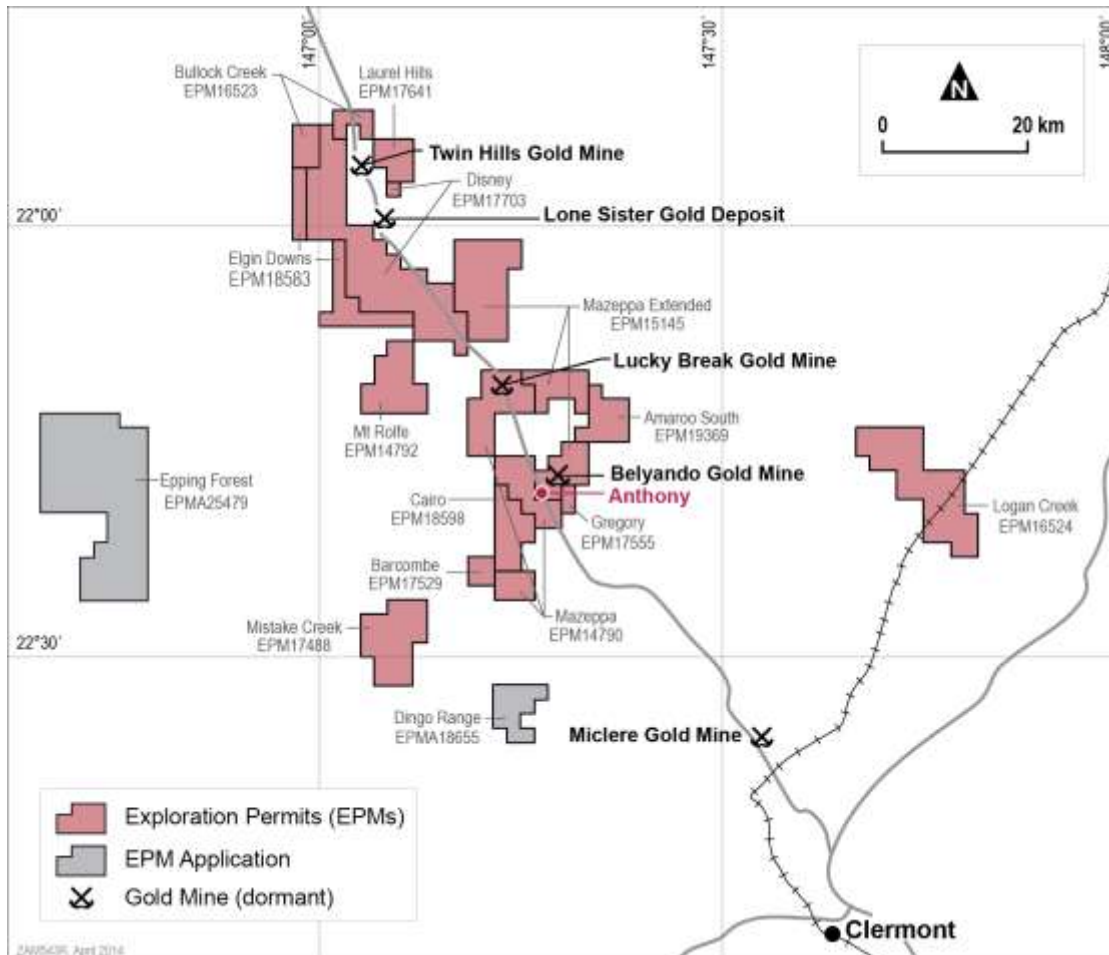 147°00´
147°30´
148°00´
Bullock Creek
EPM16523
Laurel Hills
EPM17641
N
0
20 km
Twin Hills Gold Mine
Disney
EPM17703
Lone Sister Gold Deposit
22°00´
Elgin Downs
EPM18583
Mazeppa Extended
EPM15145
Lucky Break Gold Mine
Mt Rolfe
EPM14792
Amaroo South
EPM19369
Epping Forest
EPMA25479
Belyando Gold Mine
Anthony
Cairo
EPM18598
Gregory
EPM17555
Logan Creek
EPM16524
Barcombe
EPM17529
Mazeppa
EPM14790
Mistake Creek
EPM17488
22°30´
Dingo Range
EPMA18655
Miclere Gold Mine
Exploration Permits (EPMs)
EPM Application
Gold Mine (dormant)
Clermont
April 2014